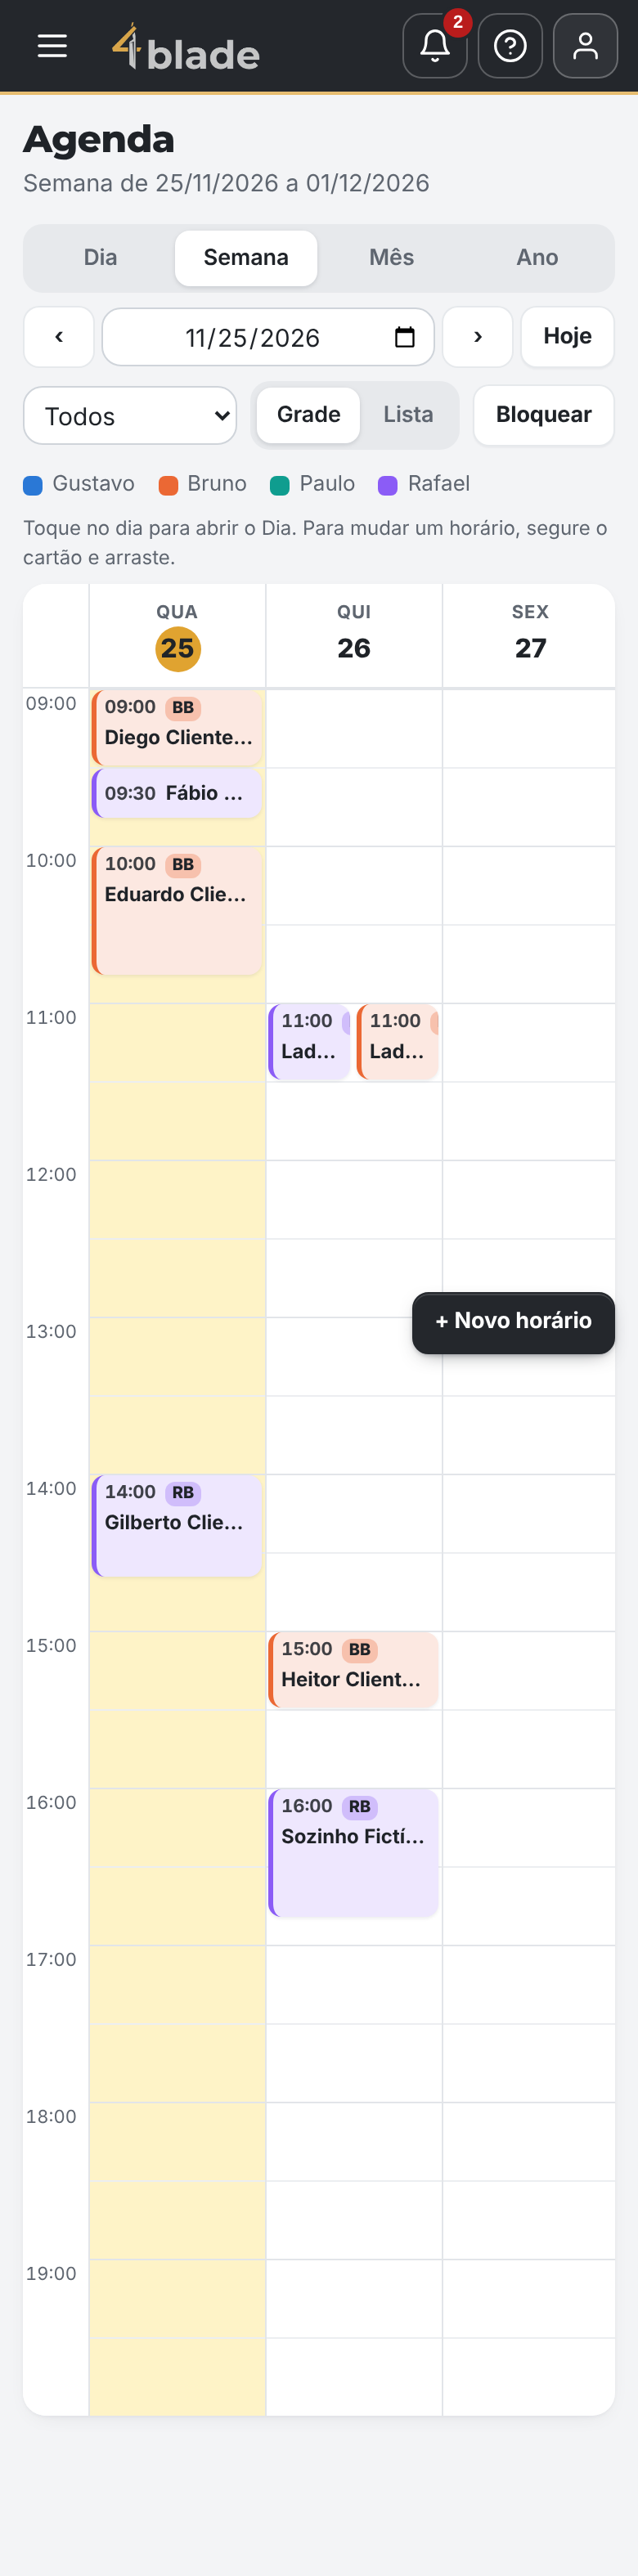 2
4blade
Agenda
Semana de 25/11/2026 a 01/12/2026
Dia Semana Mês Ano
‹ 11/25/2026 › Hoje
Todos Grade Lista Bloquear
Gustavo Bruno Paulo Rafael
Toque no dia para abrir o Dia. Para mudar um horário, segure o
cartão e arraste.
QUA QUI SEX
25 26 27
09:00 09:00 BB
Diego Cliente...
09:30 Fábio ...
10:00 10:00 BB
Eduardo Clie...
11:00 11:00 11:00
Lad... Lad...
12:00
+ Novo horário
13:00
14:00 14:00 RB
Gilberto Clie...
15:00 15:00 BB
Heitor Client...
16:00 16:00 RB
Sozinho Fictí...
17:00
18:00
19:00